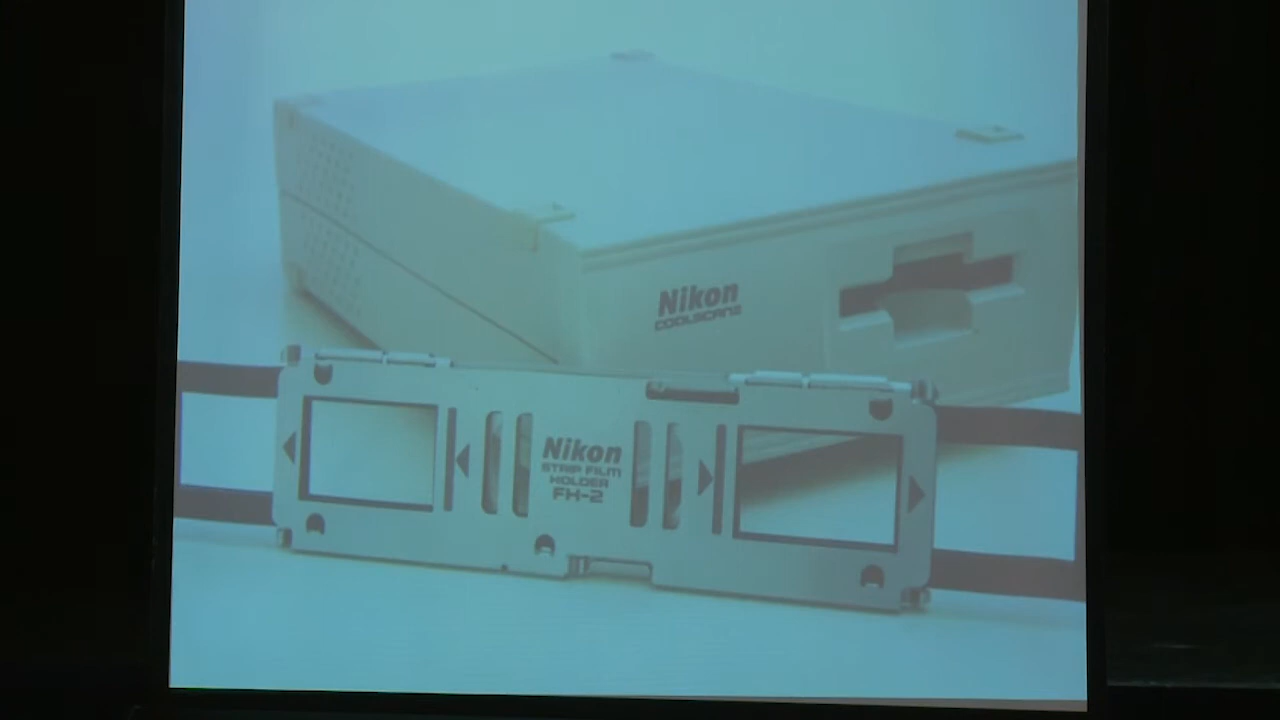 Nikon
COOLSCAN
Nikon
STRIP FILM
HOLDER
FH-2